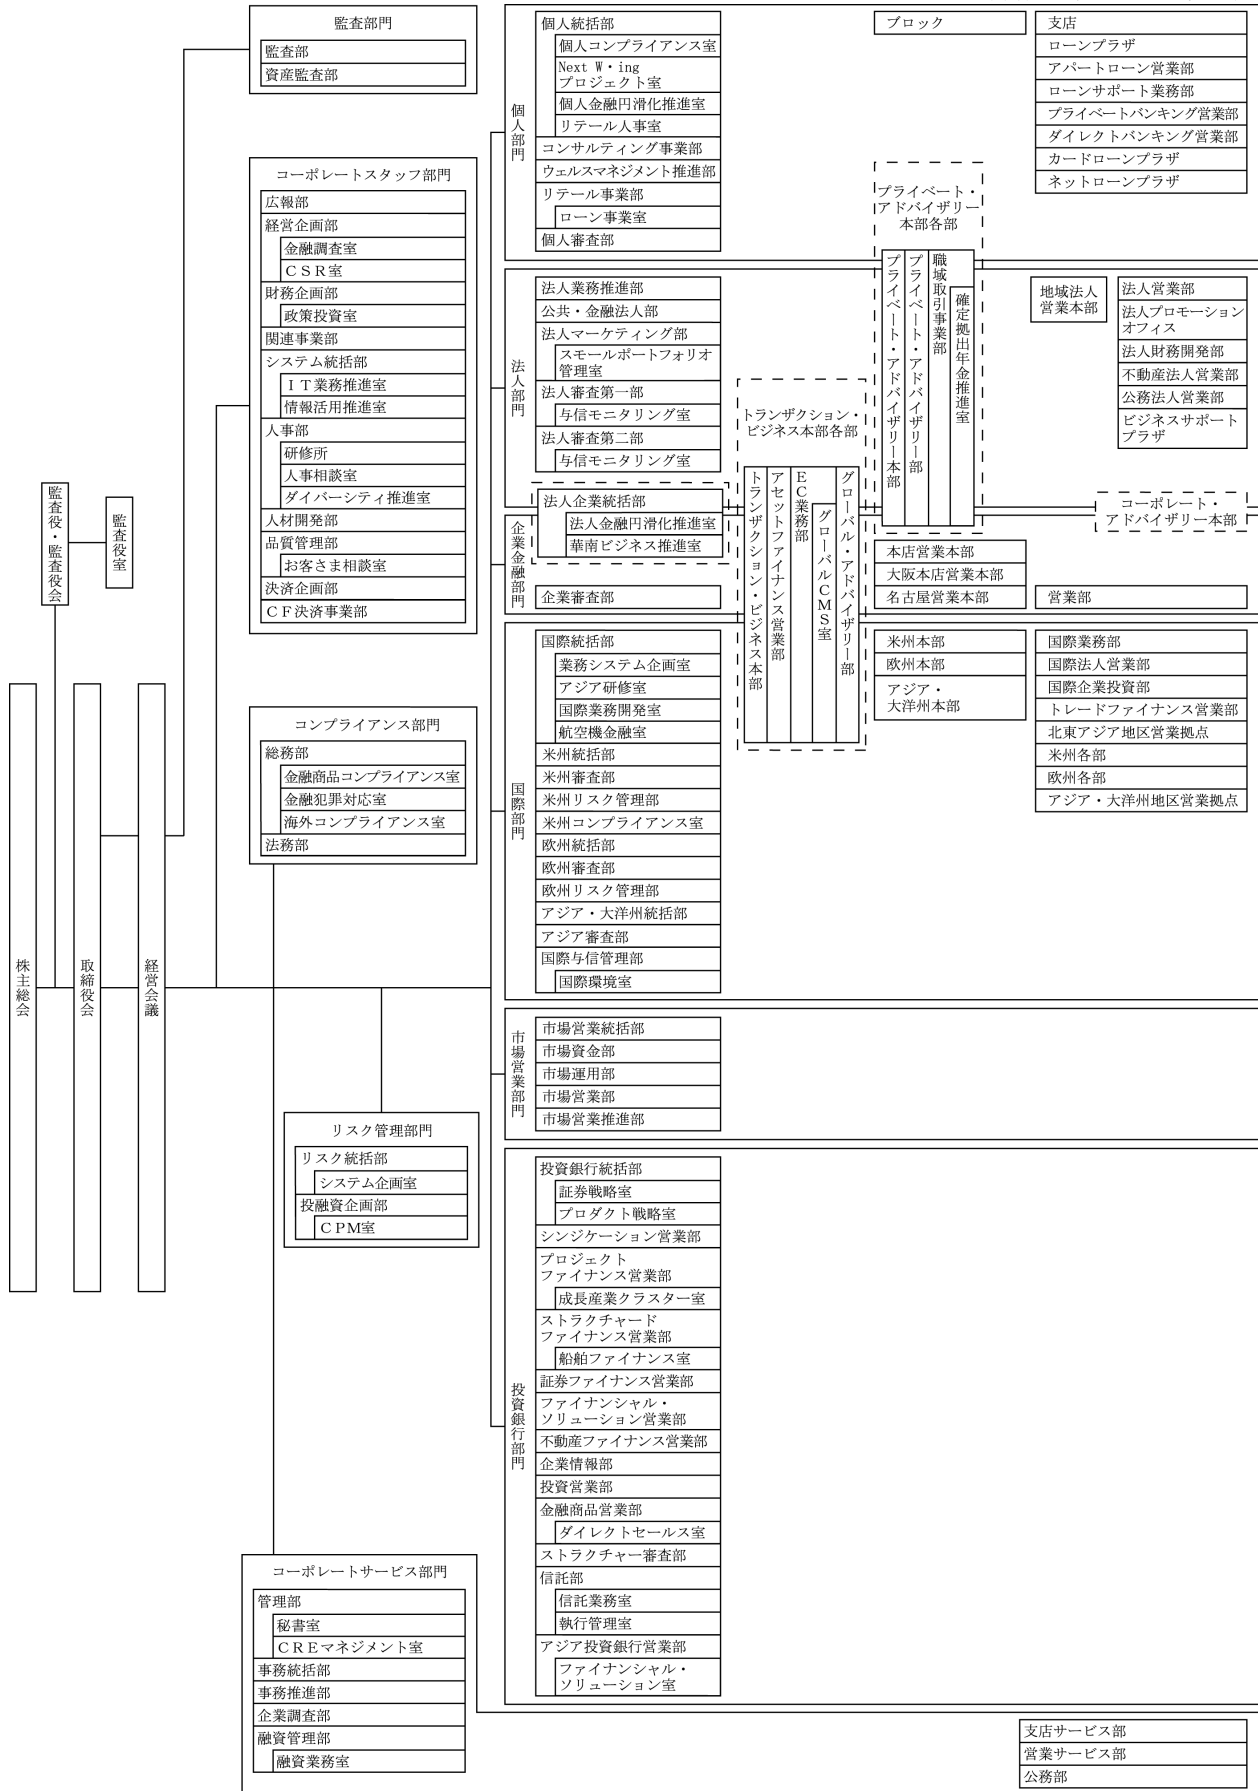 株主総会
取締役会
経営会議
監査役・監査役会
監査役室
監査部門
監査部
資産監査部
コーポレートスタッフ部門
広報部
経営企画部
金融調査室
ＣＳＲ室
財務企画部
政策投資室
関連事業部
システム統括部
ＩＴ業務推進室
情報活用推進室
人事部
研修所
人事相談室
ダイバーシティ推進室
人材開発部
品質管理部
お客さま相談室
決済企画部
ＣＦ決済事業部
コンプライアンス部門
総務部
金融商品コンプライアンス室
金融犯罪対応室
海外コンプライアンス室
法務部
リスク管理部門
リスク統括部
システム企画室
投融資企画部
ＣＰＭ室
コーポレートサービス部門
管理部
秘書室
ＣＲＥマネジメント室
事務統括部
事務推進部
企業調査部
融資管理部
融資業務室
個人部門
個人統括部
個人コンプライアンス室
Next W・ing
プロジェクト室
個人金融円滑化推進室
リテール人事室
コンサルティング事業部
ウェルスマネジメント推進部
リテール事業部
ローン事業室
個人審査部
ブロック
支店
ローンプラザ
アパートローン営業部
ローンサポート業務部
プライベートバンキング営業部
ダイレクトバンキング営業部
カードローンプラザ
ネットローンプラザ
プライベート・
アドバイザリー
本部各部
プライベート・アドバイザリー本部
プライベート・アドバイザリー部
職域取引事業部
確定拠出年金推進室
法人部門
法人業務推進部
公共・金融法人部
法人マーケティング部
スモールポートフォリオ
管理室
法人審査第一部
与信モニタリング室
法人審査第二部
与信モニタリング室
地域法人
営業本部
法人営業部
法人プロモーション
オフィス
法人財務開発部
不動産法人営業部
公務法人営業部
ビジネスサポート
プラザ
トランザクション・
ビジネス本部各部
トランザクション・ビジネス本部
アセットファイナンス営業部
ＥＣ業務部
グローバルＣＭＳ室
グローバル・アドバイザリー部
法人企業統括部
法人金融円滑化推進室
華南ビジネス推進室
コーポレート・
アドバイザリー本部
企業金融部門
企業審査部
本店営業本部
大阪本店営業本部
名古屋営業本部
営業部
国際部門
国際統括部
業務システム企画室
アジア研修室
国際業務開発室
航空機金融室
米州統括部
米州審査部
米州リスク管理部
米州コンプライアンス室
欧州統括部
欧州審査部
欧州リスク管理部
アジア・大洋州統括部
アジア審査部
国際与信管理部
国際環境室
米州本部
欧州本部
アジア・
大洋州本部
国際業務部
国際法人営業部
国際企業投資部
トレードファイナンス営業部
北東アジア地区営業拠点
米州各部
欧州各部
アジア・大洋州地区営業拠点
市場営業部門
市場営業統括部
市場資金部
市場運用部
市場営業部
市場営業推進部
投資銀行部門
投資銀行統括部
証券戦略室
プロダクト戦略室
シンジケーション営業部
プロジェクト
ファイナンス営業部
成長産業クラスター室
ストラクチャード
ファイナンス営業部
船舶ファイナンス室
証券ファイナンス営業部
ファイナンシャル・
ソリューション営業部
不動産ファイナンス営業部
企業情報部
投資営業部
金融商品営業部
ダイレクトセールス室
ストラクチャー審査部
信託部
信託業務室
執行管理室
アジア投資銀行営業部
ファイナンシャル・
ソリューション室
支店サービス部
営業サービス部
公務部